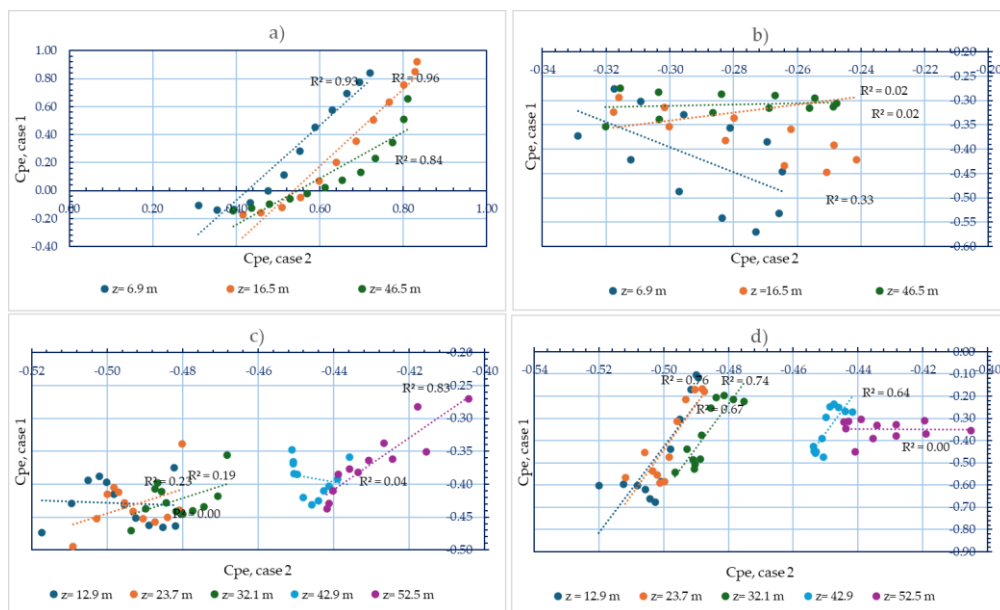 a)
1.00
0.80
0.60
0.40
0.20
0.00
-0.20
-0.40
R² = 0.93
R² = 0.96
R² = 0.84
0.00 0.20 0.40 0.60 0.80 1.00
Cpe, case 1
Cpe, case 2
z= 6.9 m z= 16.5 m z= 46.5 m
b)
-0.34 -0.32 -0.30 -0.28 -0.26 -0.24 -0.22 -0.20
-0.20
-0.25
-0.30
-0.35
-0.40
-0.45
-0.50
-0.55
-0.60
R² = 0.02
R² = 0.02
R² = 0.33
Cpe, case 1
Cpe, case 2
z= 6.9 m z =16.5 m z= 46.5 m
c)
-0.52 -0.50 -0.48 -0.46 -0.44 -0.42 -0.40
-0.20
-0.25
-0.30
-0.35
-0.40
-0.45
-0.50
R² = 0.83
R² = 0.19
R² = 0.23
R² = 0.04
R² = 0.00
Cpe, case 1
Cpe, case 2
z= 12.9 m z= 23.7 m z= 32.1 m z= 42.9 m z= 52.5 m
d)
-0.52 -0.50 -0.48 -0.46 -0.44 -0.42 -0.40
0.00
-0.10
-0.20
-0.30
-0.40
-0.50
-0.60
-0.70
-0.80
-0.90
R² = 0.76
R² = 0.74
R² = 0.67
R² = 0.64
R² = 0.00
Cpe, case 1
Cpe, case 2
z= 12.9 m z= 23.7 m z= 32.1 m z= 42.9 z= 52.5 m